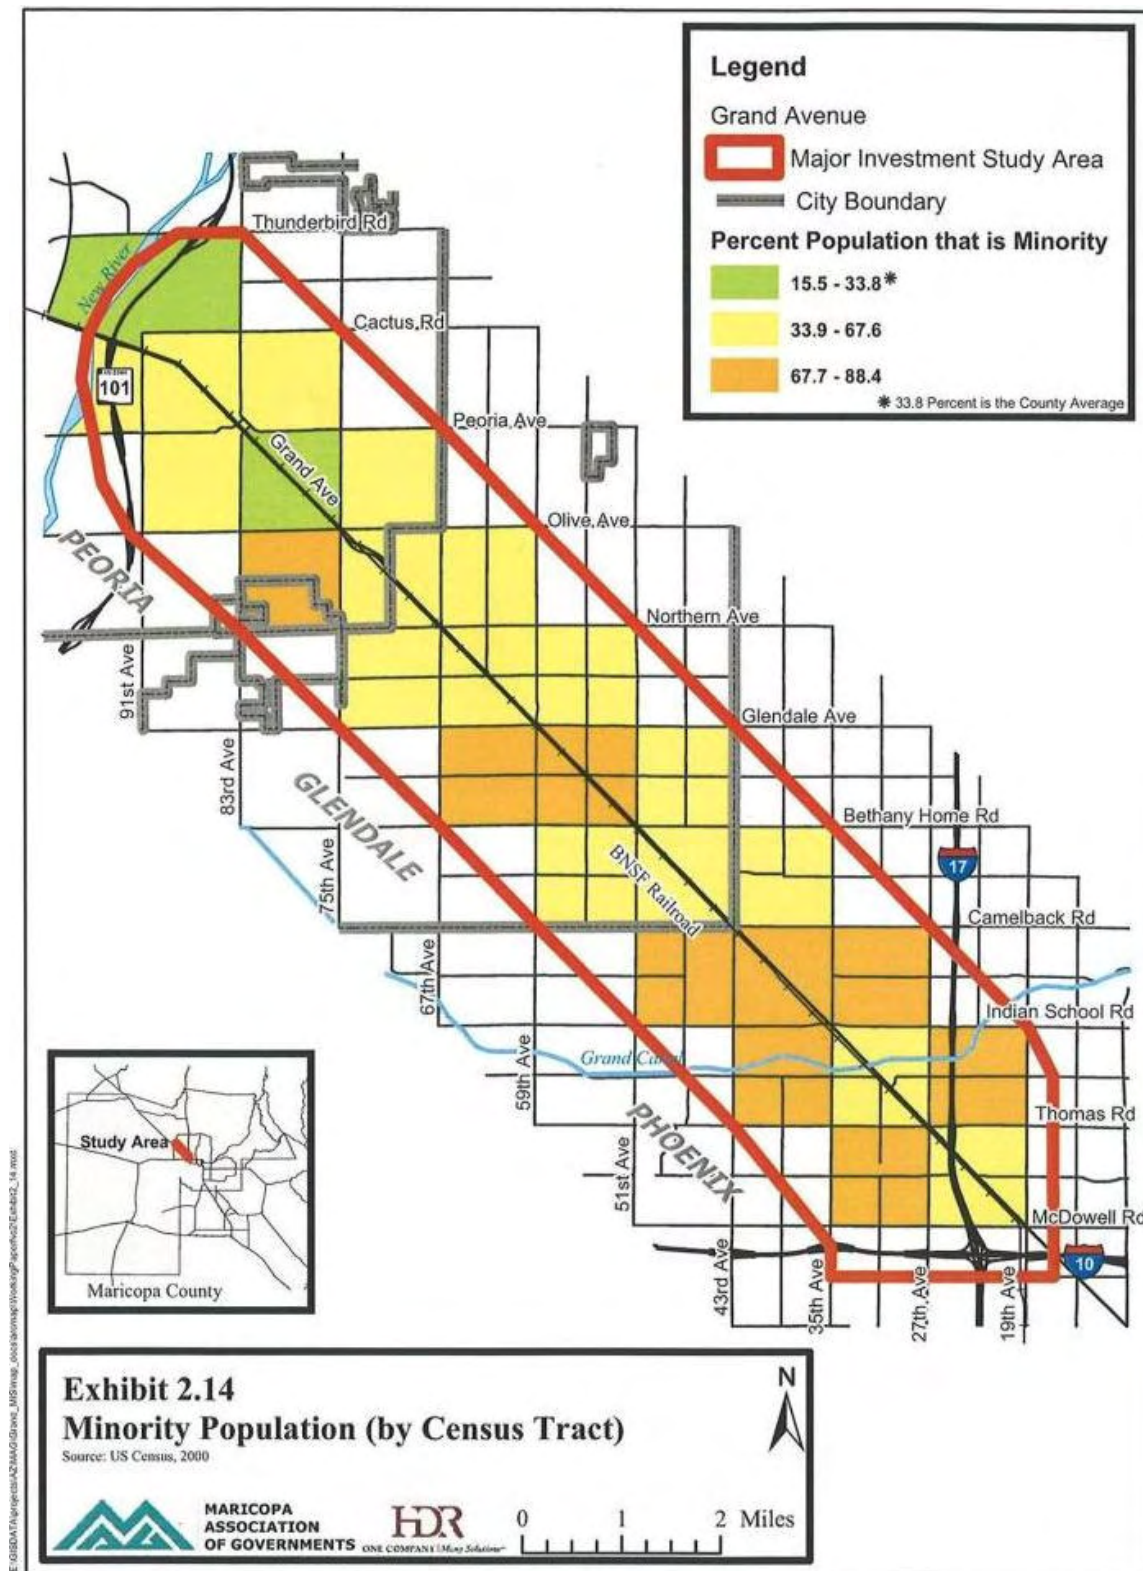 Legend
Grand Avenue
Major Investment Study Area
City Boundary
Percent Population that is Minority
15.5 - 33.8*
33.9 - 67.6
67.7 - 88.4
* 33.8 Percent is the County Average
Thunderbird Rd
New River
Cactus Rd
101
Peoria Ave
Grand Ave
Olive Ave
PEORIA
Northern Ave
91st Ave
Glendale Ave
83rd Ave
GLENDALE
Bethany Home Rd
75th Ave
BNSF Railroad
17
Camelback Rd
67th Ave
Indian School Rd
59th Ave
Grand Canal
Thomas Rd
PHOENIX
51st Ave
McDowell Rd
43rd Ave
10
35th Ave
27th Ave
19th Ave
Study Area
Maricopa County
Exhibit 2.14
Minority Population (by Census Tract)
Source: US Census, 2000
N
MARICOPA
ASSOCIATION
OF GOVERNMENTS
HDR
ONE COMPANY | Many Solutions
0 1 2 Miles